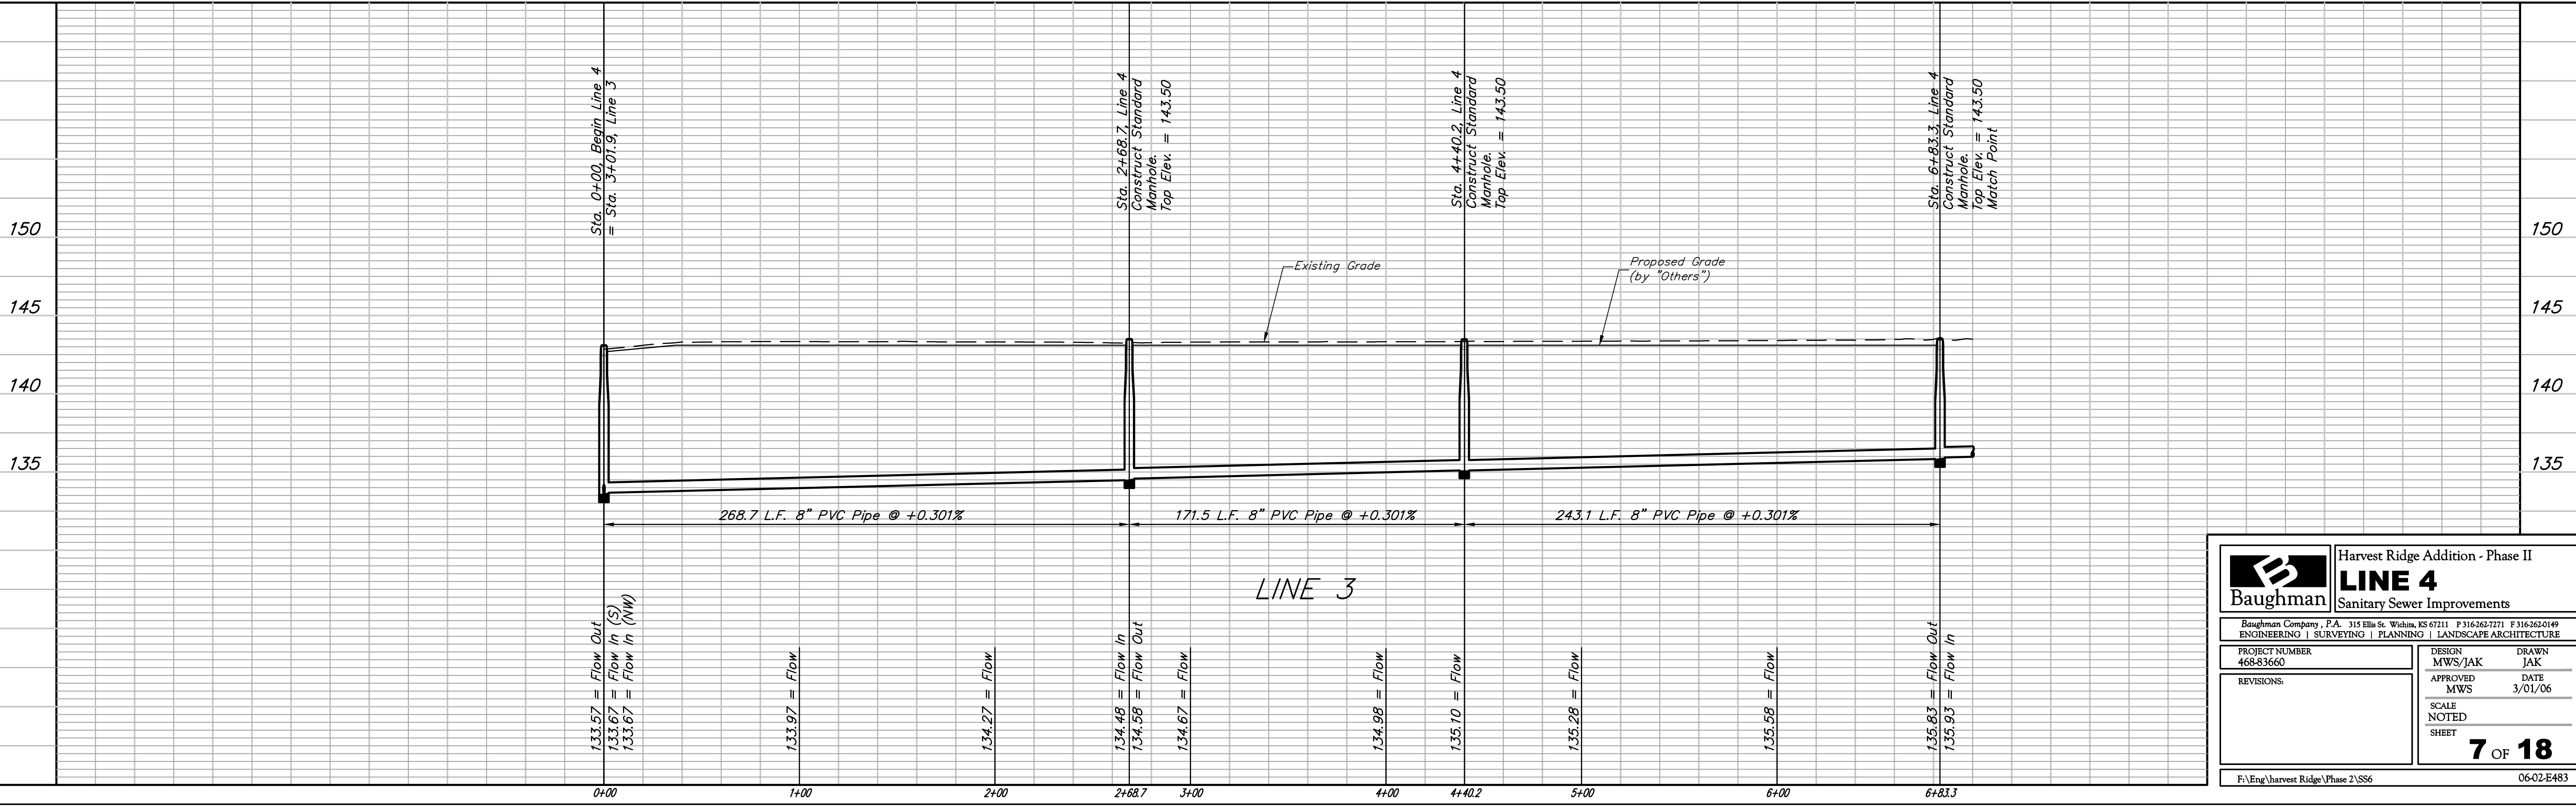 Sta. 0+00, Begin Line 4
= Sta. 3+01.9, Line 3
Sta. 2+68.7, Line 4
Construct Standard
Manhole.
Top Elev. = 143.50
Sta. 4+40.2, Line 4
Construct Standard
Manhole.
Top Elev. = 143.50
Sta. 6+83.3, Line 4
Construct Standard
Manhole.
Top Elev. = 143.50
Match Point
150
150
Existing Grade
Proposed Grade
(by "Others")
145
145
140
140
135
135
268.7 L.F. 8" PVC Pipe @ +0.301%
171.5 L.F. 8" PVC Pipe @ +0.301%
243.1 L.F. 8" PVC Pipe @ +0.301%
LINE 3
133.57 = Flow Out
133.67 = Flow In (S)
133.67 = Flow In (NW)
133.97 = Flow
134.27 = Flow
134.48 = Flow In
134.58 = Flow Out
134.67 = Flow
134.98 = Flow
135.10 = Flow
135.28 = Flow
135.58 = Flow
135.83 = Flow Out
135.93 = Flow In
0+00
1+00
2+00
2+68.7
3+00
4+00
4+40.2
5+00
6+00
6+83.3
B
Baughman
Harvest Ridge Addition - Phase II
LINE 4
Sanitary Sewer Improvements
Baughman Company, P.A. 315 Ellis St. Wichita, KS 67211 P 316-262-7271 F 316-262-0149
ENGINEERING | SURVEYING | PLANNING | LANDSCAPE ARCHITECTURE
PROJECT NUMBER
468-83660
REVISIONS:
DESIGN
MWS/JAK
DRAWN
JAK
APPROVED
MWS
DATE
3/01/06
SCALE
NOTED
SHEET
7 OF 18
F:\Eng\harvest Ridge\Phase 2\SS6
06-02-E483